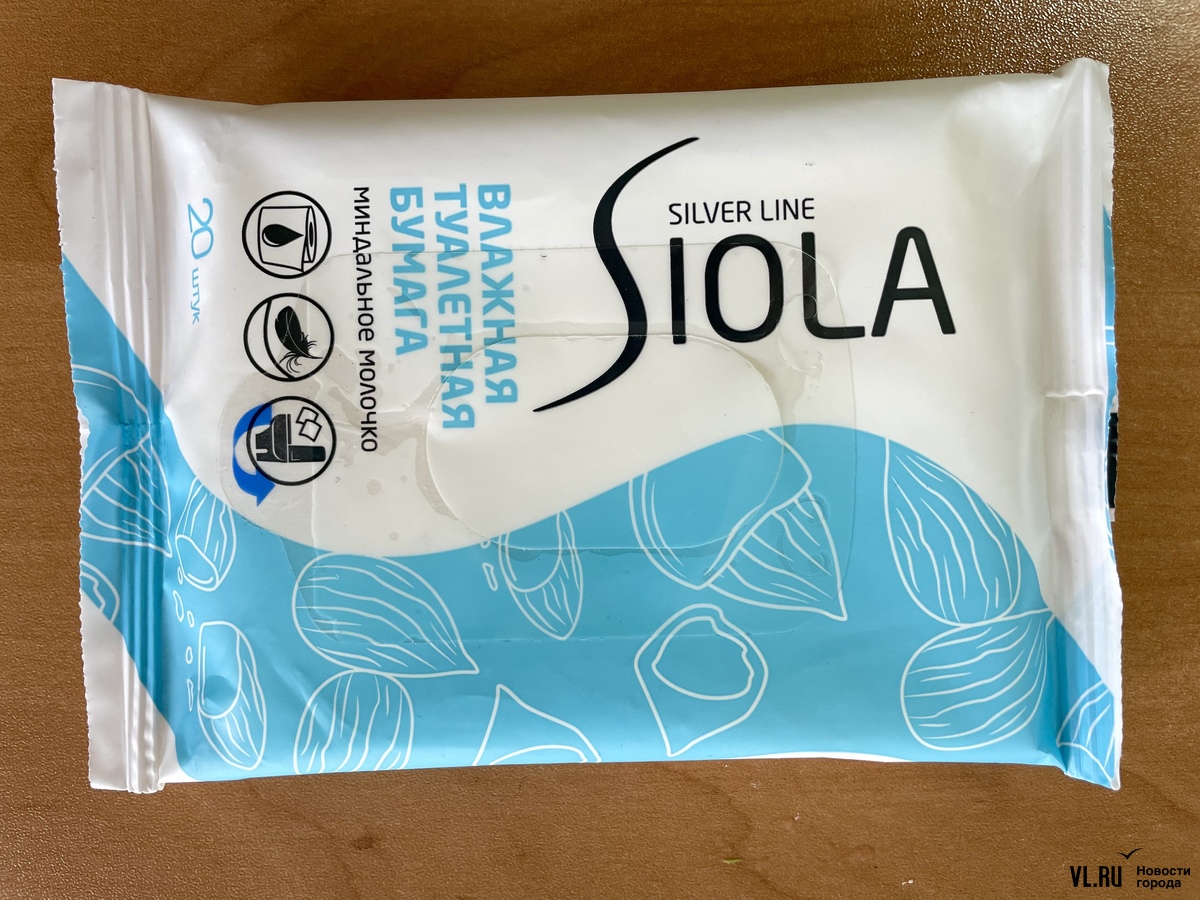 SILVER LINE
SIOLA
ВЛАЖНАЯ
ТУАЛЕТНАЯ
БУМАГА
МИНДАЛЬНОЕ МОЛОЧКО
20 штук
VL.RU
Новости
города